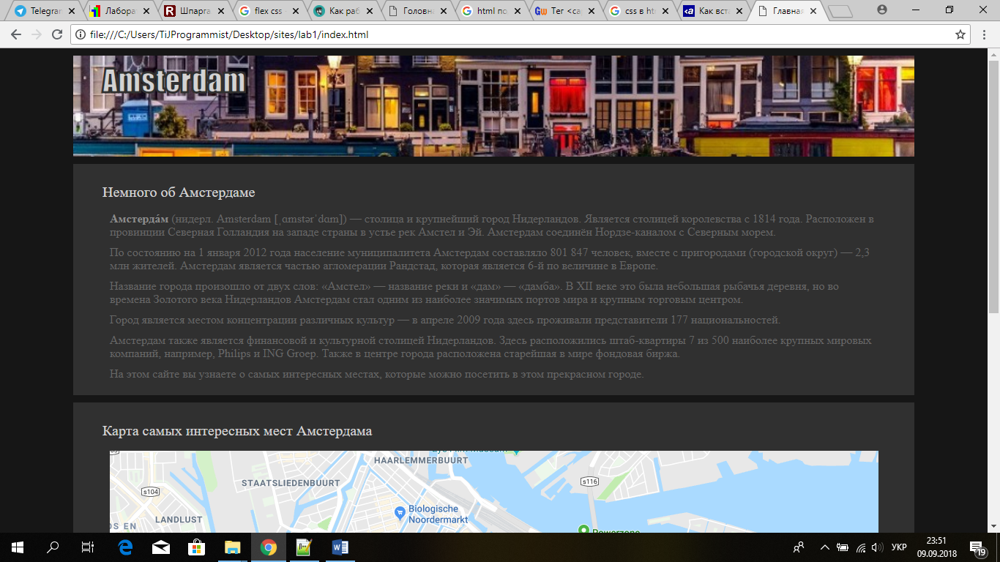 Telegram
Лабора
Шпарга
flex css
Как раб
Головна
html по
Тег <ca
css в ht
Как вста
Главная
file:///C:/Users/TiJProgrammist/Desktop/sites/lab1/index.html
Amsterdam
Немного об Амстердаме
Амстерда́м (нидерл. Amsterdam [ˌɑmstərˈdɑm]) — столица и крупнейший город Нидерландов. Является столицей королевства с 1814 года. Расположен в
провинции Северная Голландия на западе страны в устье рек Амстел и Эй. Амстердам соединён Нордзе-каналом с Северным морем.
По состоянию на 1 января 2012 года население муниципалитета Амстердам составляло 801 847 человек, вместе с пригородами (городской округ) — 2,3
млн жителей. Амстердам является частью агломерации Рандстад, которая является 6-й по величине в Европе.
Название города произошло от двух слов: «Амстел» — название реки и «дам» — «дамба». В XII веке это была небольшая рыбачья деревня, но во
времена Золотого века Нидерландов Амстердам стал одним из наиболее значимых портов мира и крупным торговым центром.
Город является местом концентрации различных культур — в апреле 2009 года здесь проживали представители 177 национальностей.
Амстердам также является финансовой и культурной столицей Нидерландов. Здесь расположились штаб-квартиры 7 из 500 наиболее крупных мировых
компаний, например, Philips и ING Groep. Также в центре города расположена старейшая в мире фондовая биржа.
На этом сайте вы узнаете о самых интересных местах, которые можно посетить в этом прекрасном городе.
Карта самых интересных мест Амстердама
HAARLEMMERBUURT
STAATSLIEDENBUURT
s116
s104
Biologische
Noordermarkt
LANDLUST
DS EN
Powerzone
УКР
23:51
09.09.2018
19